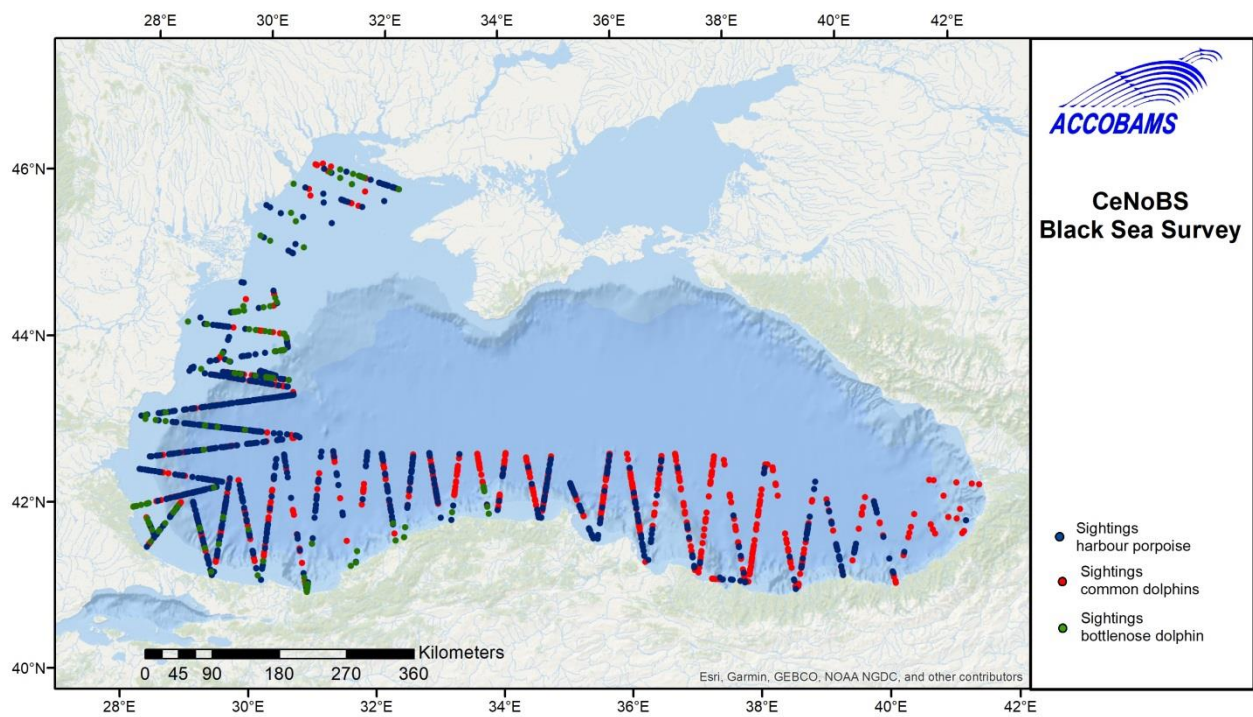 28°E 30°E 32°E 34°E 36°E 38°E 40°E 42°E
ACCOBAMS
CeNoBS
Black Sea Survey
46°N
44°N
42°N
40°N
Sightings
harbour porpoise
Sightings
common dolphins
Sightings
bottlenose dolphin
Kilometers
0 45 90 180 270 360
Esri, Garmin, GEBCO, NOAA NGDC, and other contributors
28°E 30°E 32°E 34°E 36°E 38°E 40°E 42°E